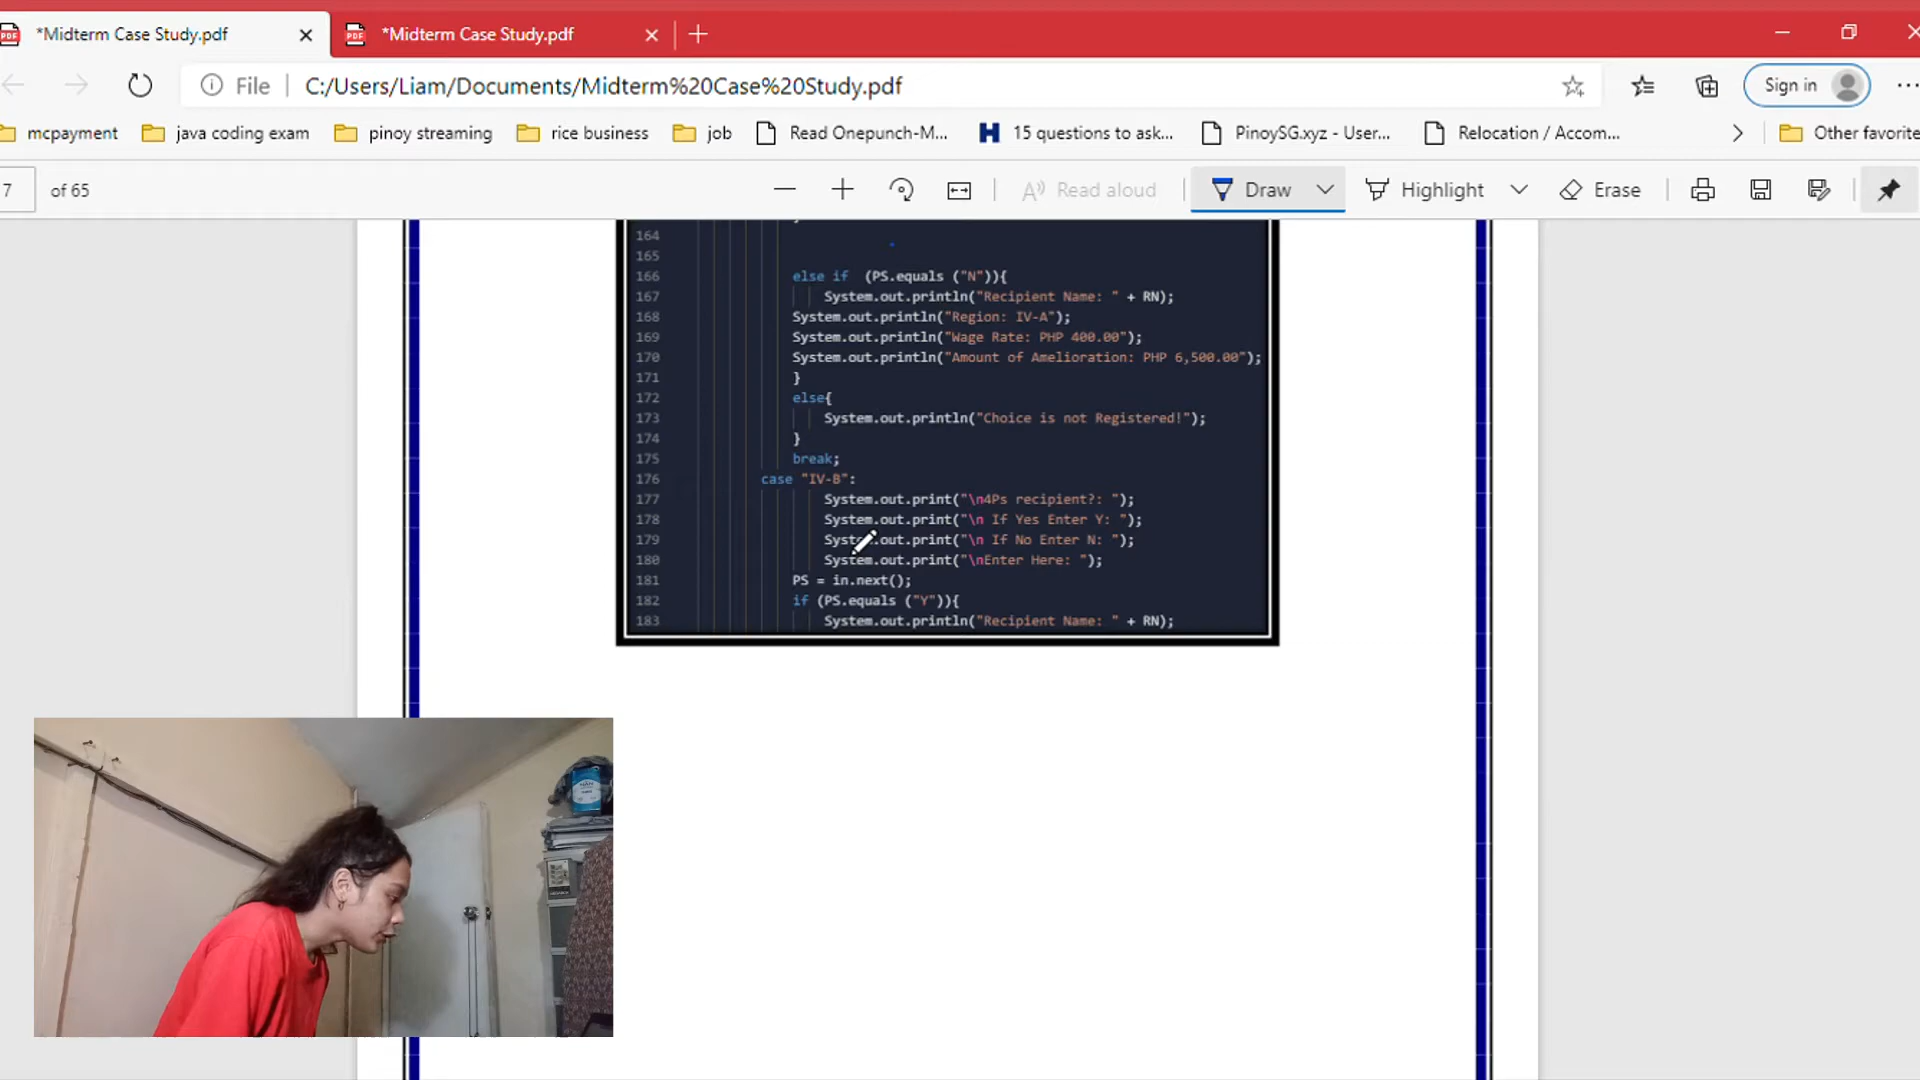 *Midterm Case Study.pdf
*Midterm Case Study.pdf
File
C:/Users/Liam/Documents/Midterm%20Case%20Study.pdf
Sign in
mcpayment
java coding exam
pinoy streaming
rice business
job
Read Onepunch-M...
15 questions to ask...
PinoySG.xyz - User...
Relocation / Accom...
Other favorite
7 of 65
Read aloud
Draw
Highlight
Erase
164
165
166 else if (PS.equals ("N")){
167 System.out.println("Recipient Name: " + RN);
168 System.out.println("Region: IV-A");
169 System.out.println("Wage Rate: PHP 400.00");
170 System.out.println("Amount of Amelioration: PHP 6,500.00");
171 }
172 else{
173 System.out.println("Choice is not Registered!");
174 }
175 break;
176 case "IV-B":
177 System.out.print("\n4Ps recipient?: ");
178 System.out.print("\n If Yes Enter Y: ");
179 System.out.print("\n If No Enter N: ");
180 System.out.print("\nEnter Here: ");
181 PS = in.next();
182 if (PS.equals ("Y")){
183 System.out.println("Recipient Name: " + RN);